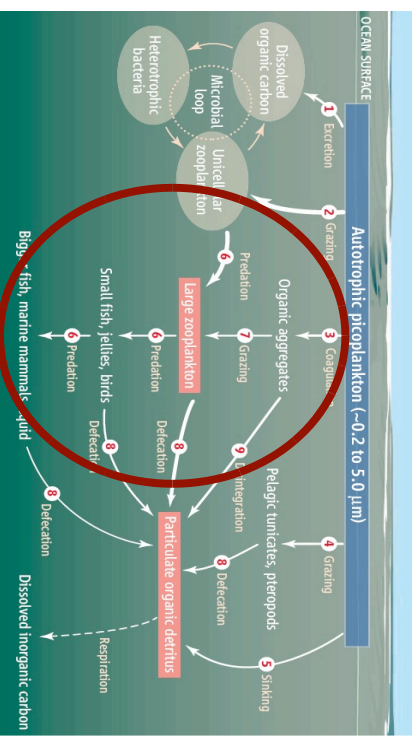 OCEAN SURFACE
Autotrophic picoplankton (~0.2 to 5.0 μm)
1 Excretion
2 Grazing
3 Coagulation
4 Grazing
5 Sinking
Dissolved
organic carbon
Microbial
loop
Heterotrophic
bacteria
Unicellular
zooplankton
6 Predation
Organic aggregates
7 Grazing
9 Disintegration
Pelagic tunicates, pteropods
8 Defecation
Large zooplankton
8
Defecation
Particulate organic detritus
6 Predation
Small fish, jellies, birds
8
Defecation
6 Predation
Bigger fish, marine mammals, squid
8
Defecation
Respiration
Dissolved inorganic carbon